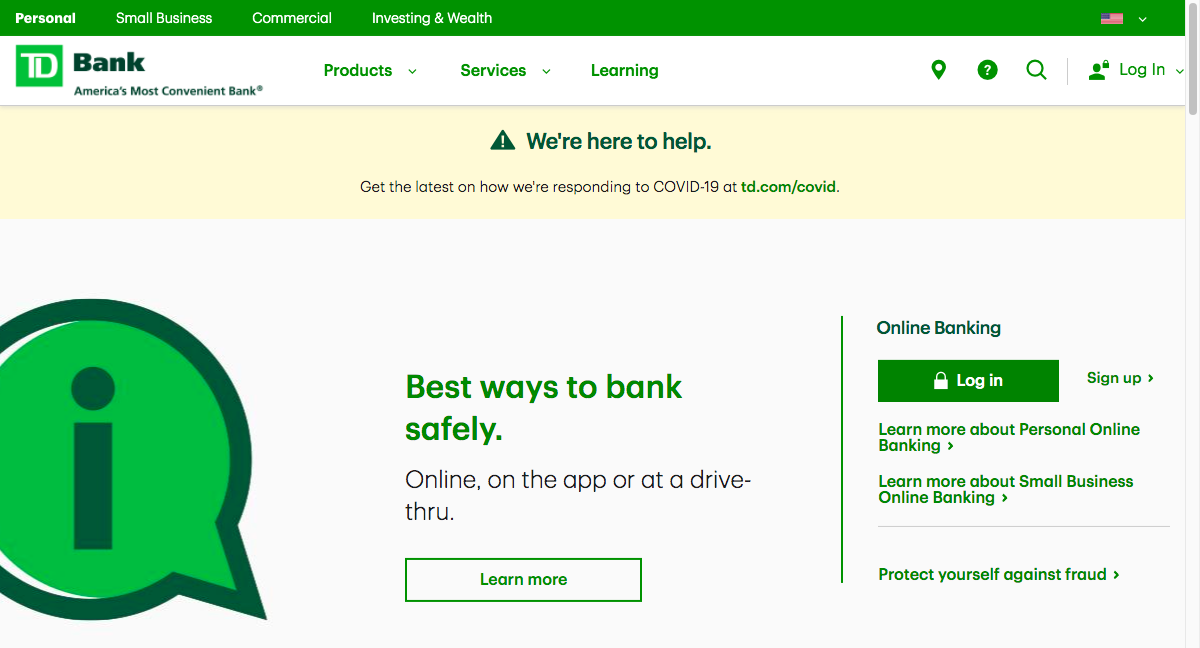 Personal Small Business Commercial Investing & Wealth
TD Bank
America's Most Convenient Bank®
Products Services Learning
? Log In
We're here to help.
Get the latest on how we're responding to COVID-19 at td.com/covid.
Online Banking
Log in Sign up ›
Best ways to bank
safely.
Learn more about Personal Online
Banking ›
Online, on the app or at a drive-
thru.
Learn more about Small Business
Online Banking ›
Learn more
Protect yourself against fraud ›